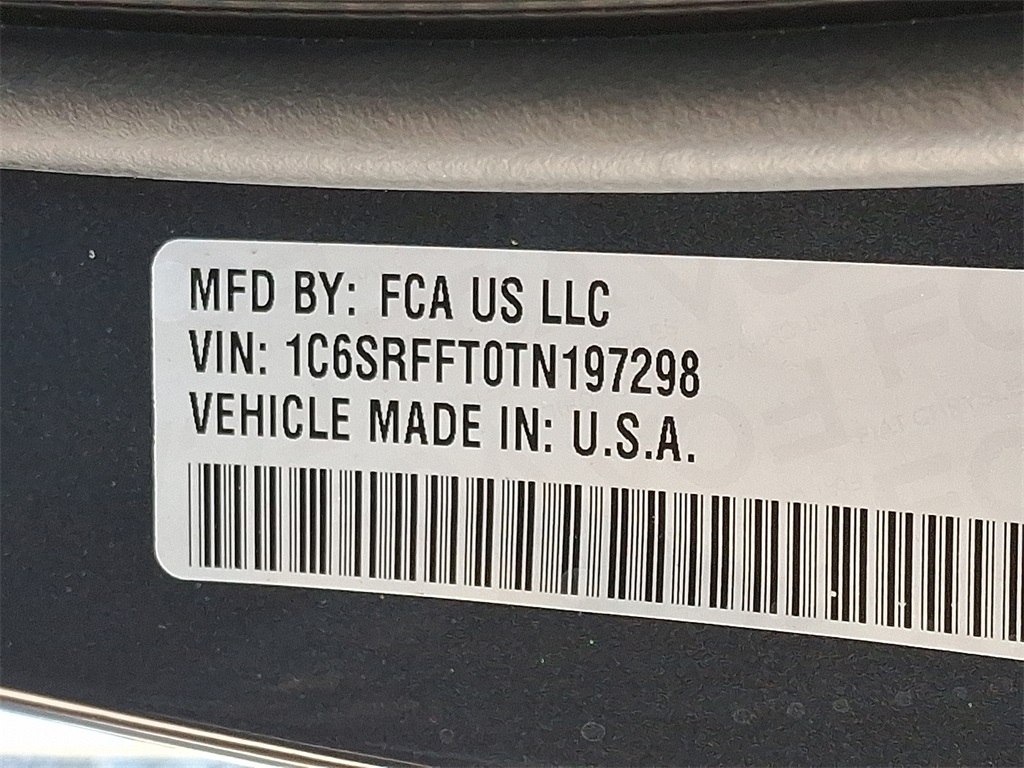 MFD BY: FCA US LLC
VIN: 1C6SRFFT0TN197298
VEHICLE MADE IN: U.S.A.